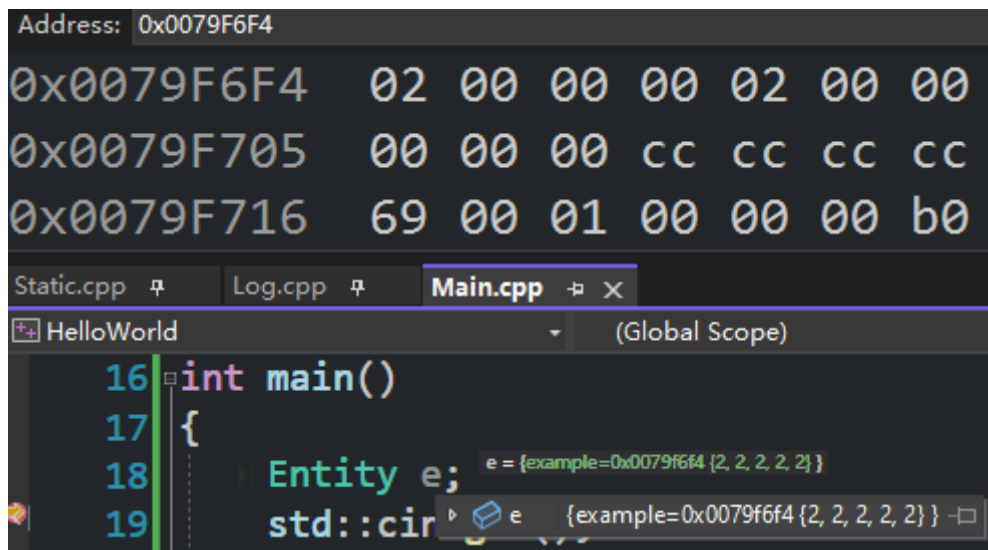 Address: 0x0079F6F4
0x0079F6F4 02 00 00 00 02 00 00
0x0079F705 00 00 00 cc cc cc cc
0x0079F716 69 00 01 00 00 00 b0
Static.cpp Log.cpp Main.cpp
HelloWorld (Global Scope)
16 int main()
17 {
18 Entity e; e = {example=0x0079f6f4 {2, 2, 2, 2, 2} }
19 std::cin e {example=0x0079f6f4 {2, 2, 2, 2, 2} }